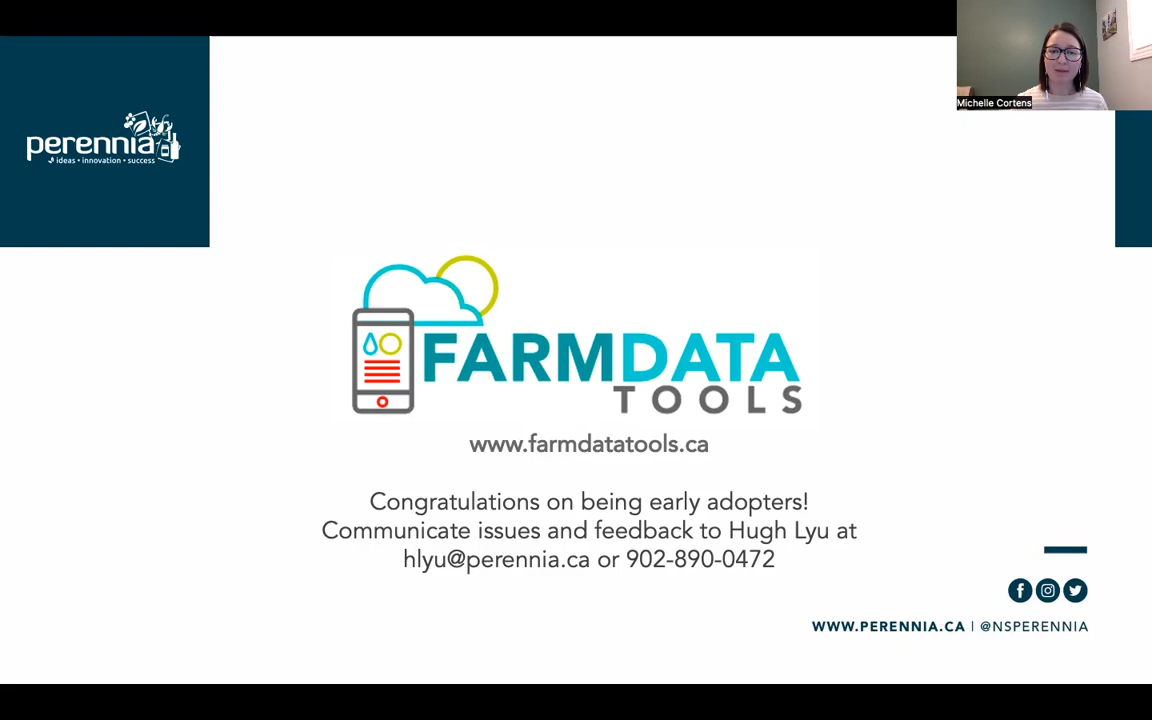 Michelle Cortens
perennia
ideas • innovation • success
FARMDATA
TOOLS
www.farmdatatools.ca
Congratulations on being early adopters!
Communicate issues and feedback to Hugh Lyu at
hlyu@perennia.ca or 902-890-0472
WWW.PERENNIA.CA | @NSPERENNIA